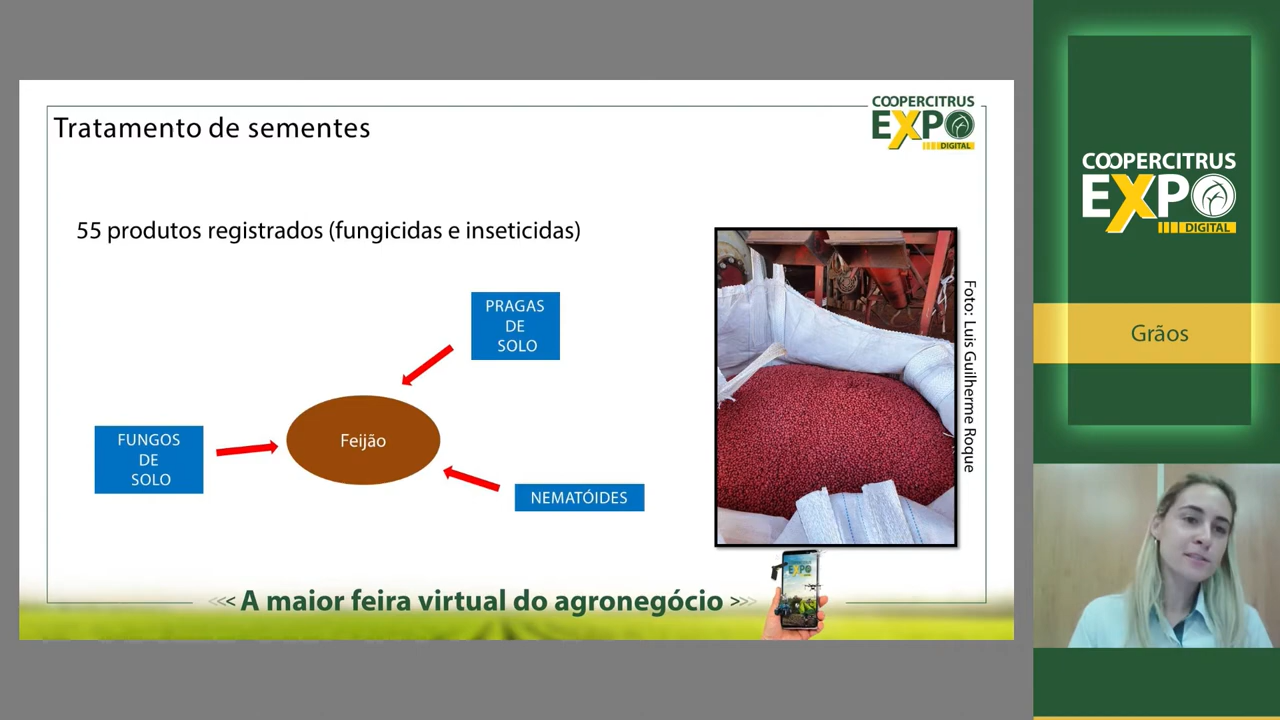 Tratamento de sementes
COOPERCITRUS
EXPO
DIGITAL
55 produtos registrados (fungicidas e inseticidas)
PRAGAS
DE
SOLO
FUNGOS
DE
SOLO
Feijão
NEMATÓIDES
Foto: Luis Guilherme Roque
<<< A maior feira virtual do agronegócio >>>
EXPO
COOPERCITRUS
EXPO
DIGITAL
Grãos